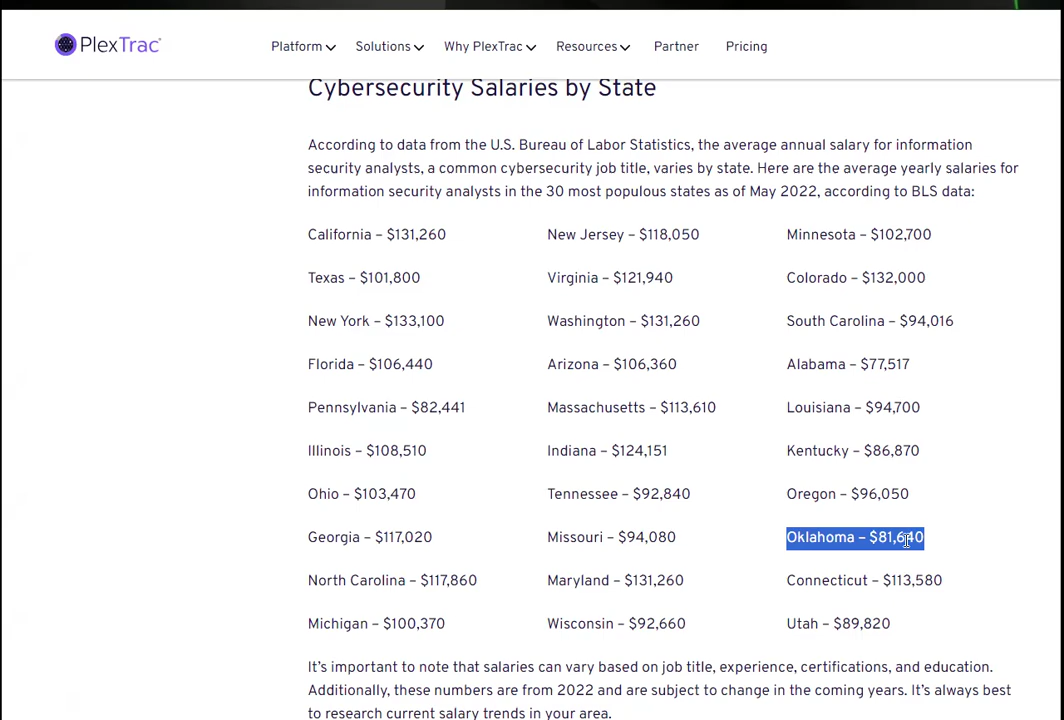 PlexTrac
Platform
Solutions
Why PlexTrac
Resources
Partner
Pricing
Cybersecurity Salaries by State
According to data from the U.S. Bureau of Labor Statistics, the average annual salary for information
security analysts, a common cybersecurity job title, varies by state. Here are the average yearly salaries for
information security analysts in the 30 most populous states as of May 2022, according to BLS data:
California – $131,260
Texas – $101,800
New York – $133,100
Florida – $106,440
Pennsylvania – $82,441
Illinois – $108,510
Ohio – $103,470
Georgia – $117,020
North Carolina – $117,860
Michigan – $100,370
New Jersey – $118,050
Virginia – $121,940
Washington – $131,260
Arizona – $106,360
Massachusetts – $113,610
Indiana – $124,151
Tennessee – $92,840
Missouri – $94,080
Maryland – $131,260
Wisconsin – $92,660
Minnesota – $102,700
Colorado – $132,000
South Carolina – $94,016
Alabama – $77,517
Louisiana – $94,700
Kentucky – $86,870
Oregon – $96,050
Oklahoma – $81,640
Connecticut – $113,580
Utah – $89,820
It's important to note that salaries can vary based on job title, experience, certifications, and education.
Additionally, these numbers are from 2022 and are subject to change in the coming years. It's always best
to research current salary trends in your area.